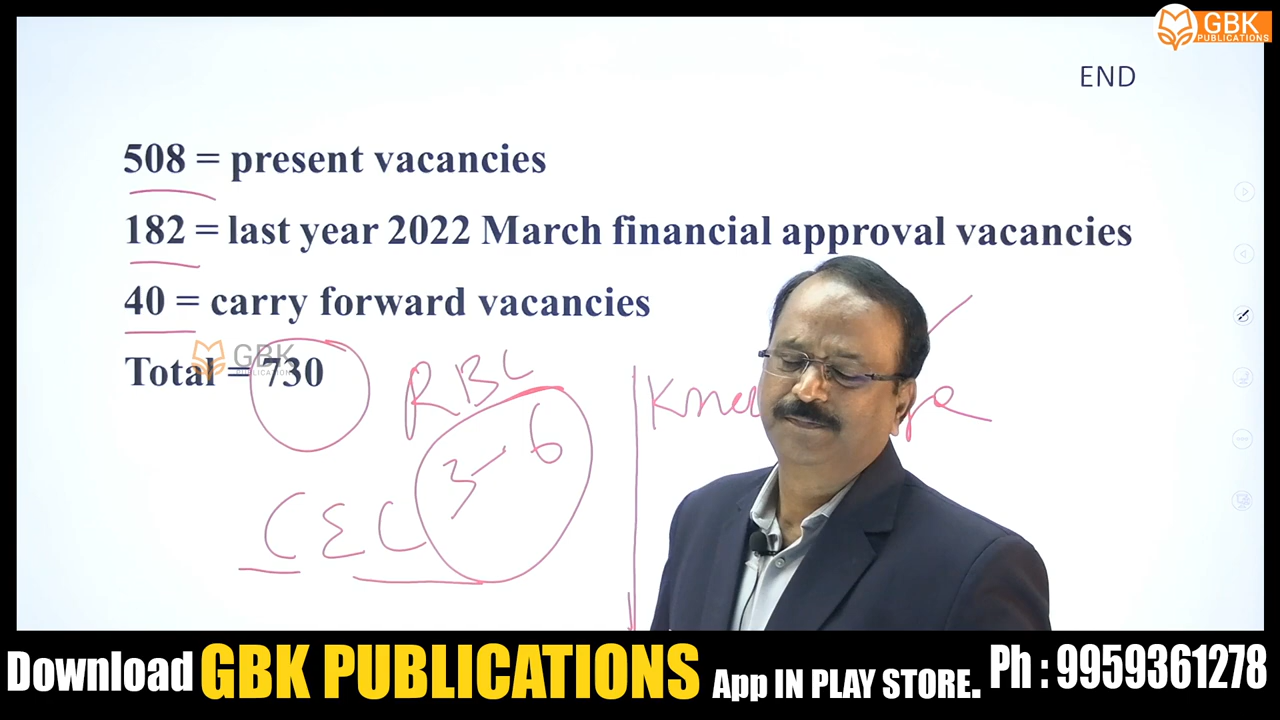 GBK
PUBLICATIONS
END
508 = present vacancies
182 = last year 2022 March financial approval vacancies
40 = carry forward vacancies
GBK
PUBLICATIONS
Total = 730
RBC
3-6
CEC
Download GBK PUBLICATIONS App IN PLAY STORE. Ph : 9959361278